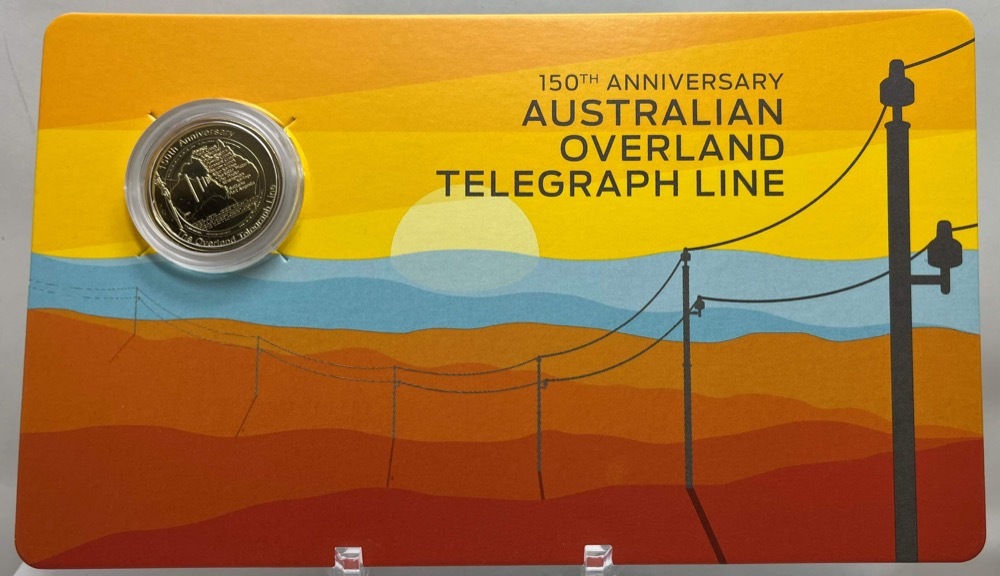 150TH ANNIVERSARY
AUSTRALIAN
OVERLAND
TELEGRAPH LINE
150th Anniversary
The Overland Telegraph Line